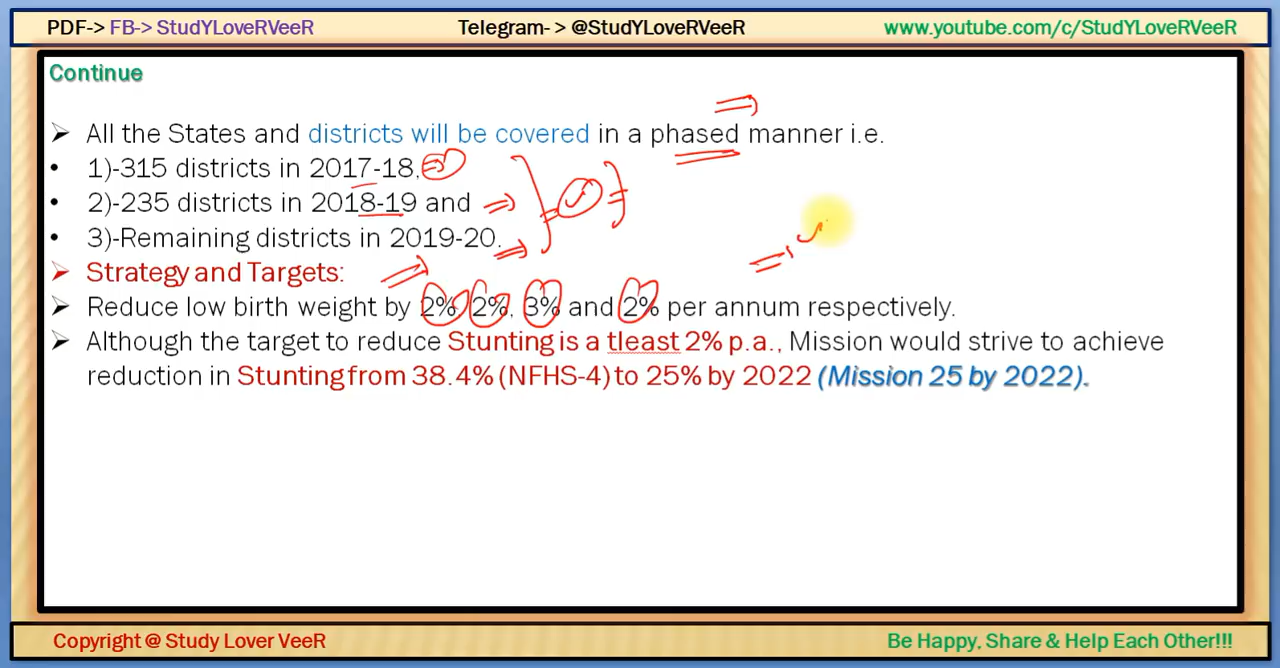 PDF-> FB-> StudYLoveRVeeR Telegram- > @StudYLoveRVeeR www.youtube.com/c/StudYLoveRVeeR
Continue
➤ All the States and districts will be covered in a phased manner i.e.
• 1)-315 districts in 2017-18,
• 2)-235 districts in 2018-19 and
• 3)-Remaining districts in 2019-20.
➤ Strategy and Targets:
➤ Reduce low birth weight by 2%, 2%, 3% and 2% per annum respectively.
➤ Although the target to reduce Stunting is a tleast 2% p.a., Mission would strive to achieve
reduction in Stunting from 38.4% (NFHS-4) to 25% by 2022 (Mission 25 by 2022).
Copyright @ Study Lover VeeR Be Happy, Share & Help Each Other!!!